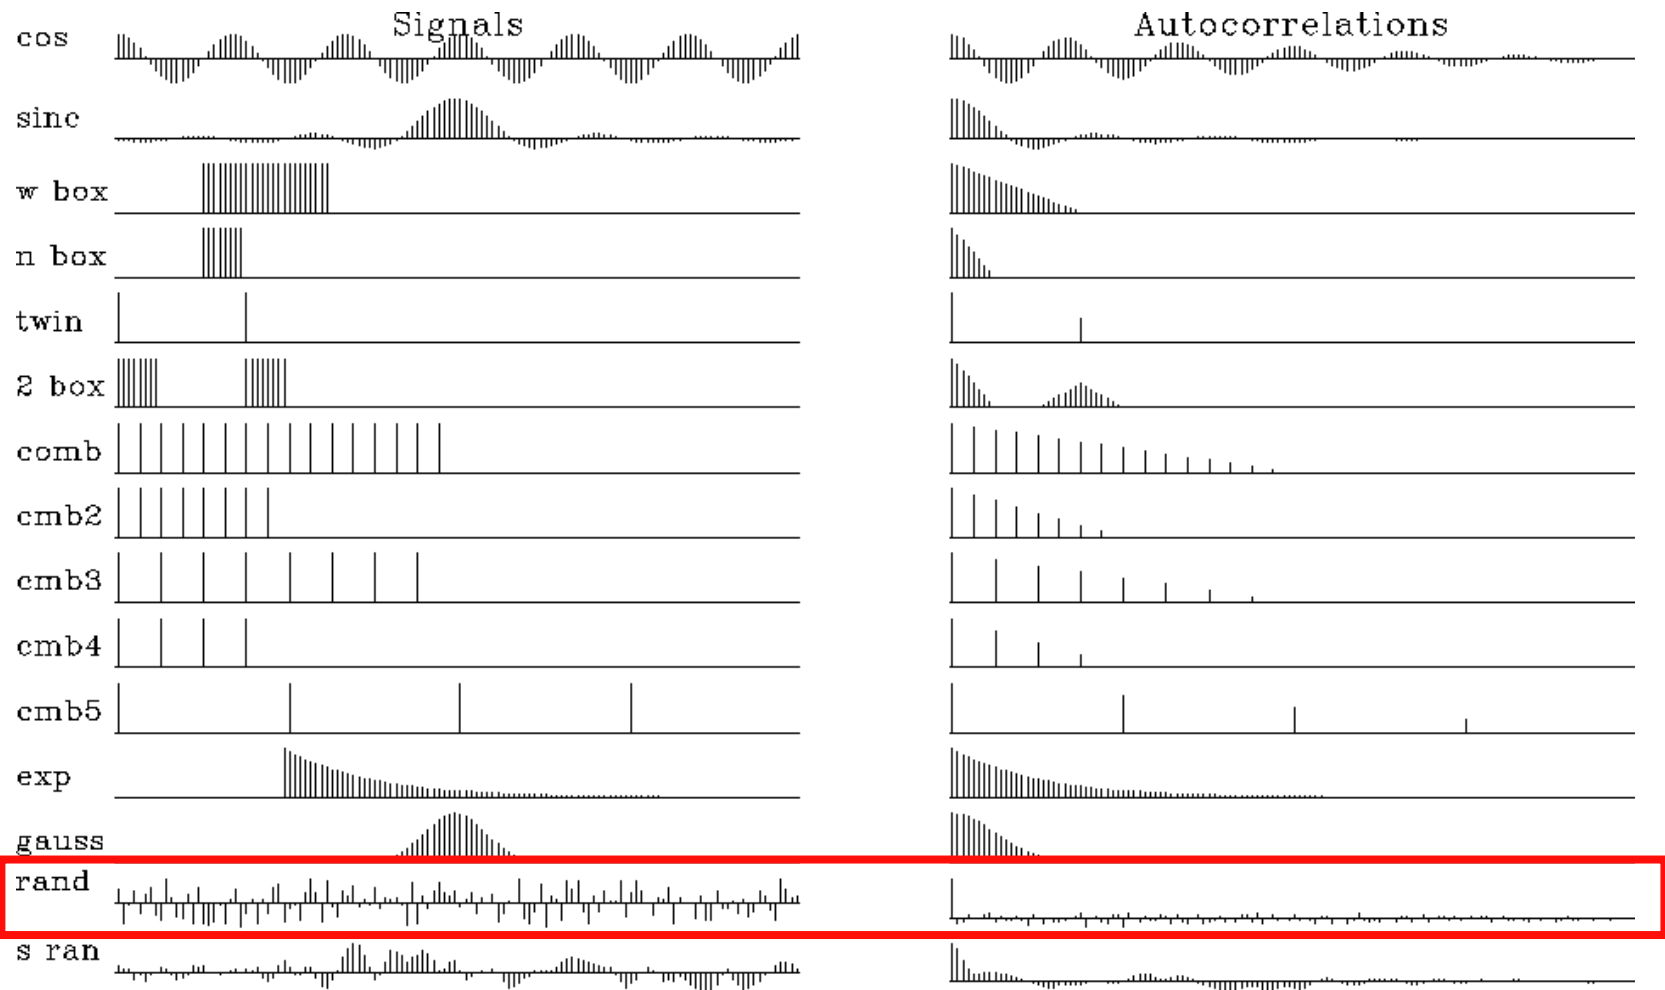 Signals Autocorrelations
cos
sinc
w box
n box
twin
2 box
comb
cmb2
cmb3
cmb4
cmb5
exp
gauss
rand
s ran